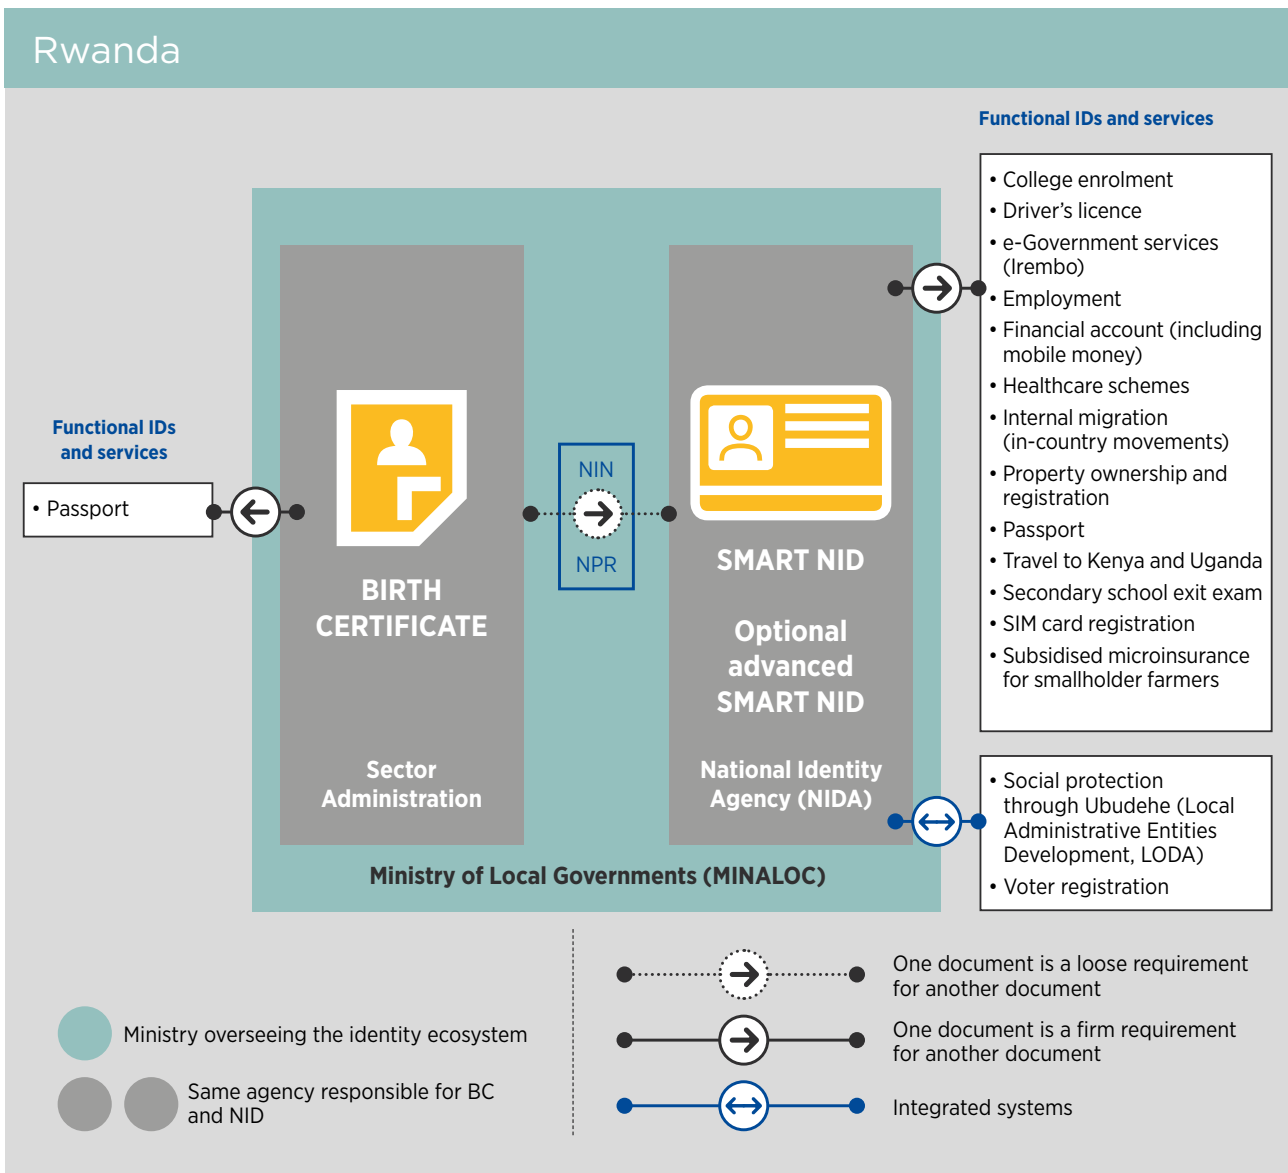 Rwanda
Functional IDs and services
• College enrolment
• Driver’s licence
• e-Government services
(Irembo)
• Employment
• Financial account (including
mobile money)
• Healthcare schemes
• Internal migration
(in-country movements)
• Property ownership and
registration
• Passport
• Travel to Kenya and Uganda
• Secondary school exit exam
• SIM card registration
• Subsidised microinsurance
for smallholder farmers
Functional IDs
and services
• Passport
BIRTH
CERTIFICATE
Sector
Administration
NIN
NPR
SMART NID
Optional
advanced
SMART NID
National Identity
Agency (NIDA)
• Social protection
through Ubudehe (Local
Administrative Entities
Development, LODA)
• Voter registration
Ministry of Local Governments (MINALOC)
Ministry overseeing the identity ecosystem
Same agency responsible for BC
and NID
One document is a loose requirement
for another document
One document is a firm requirement
for another document
Integrated systems